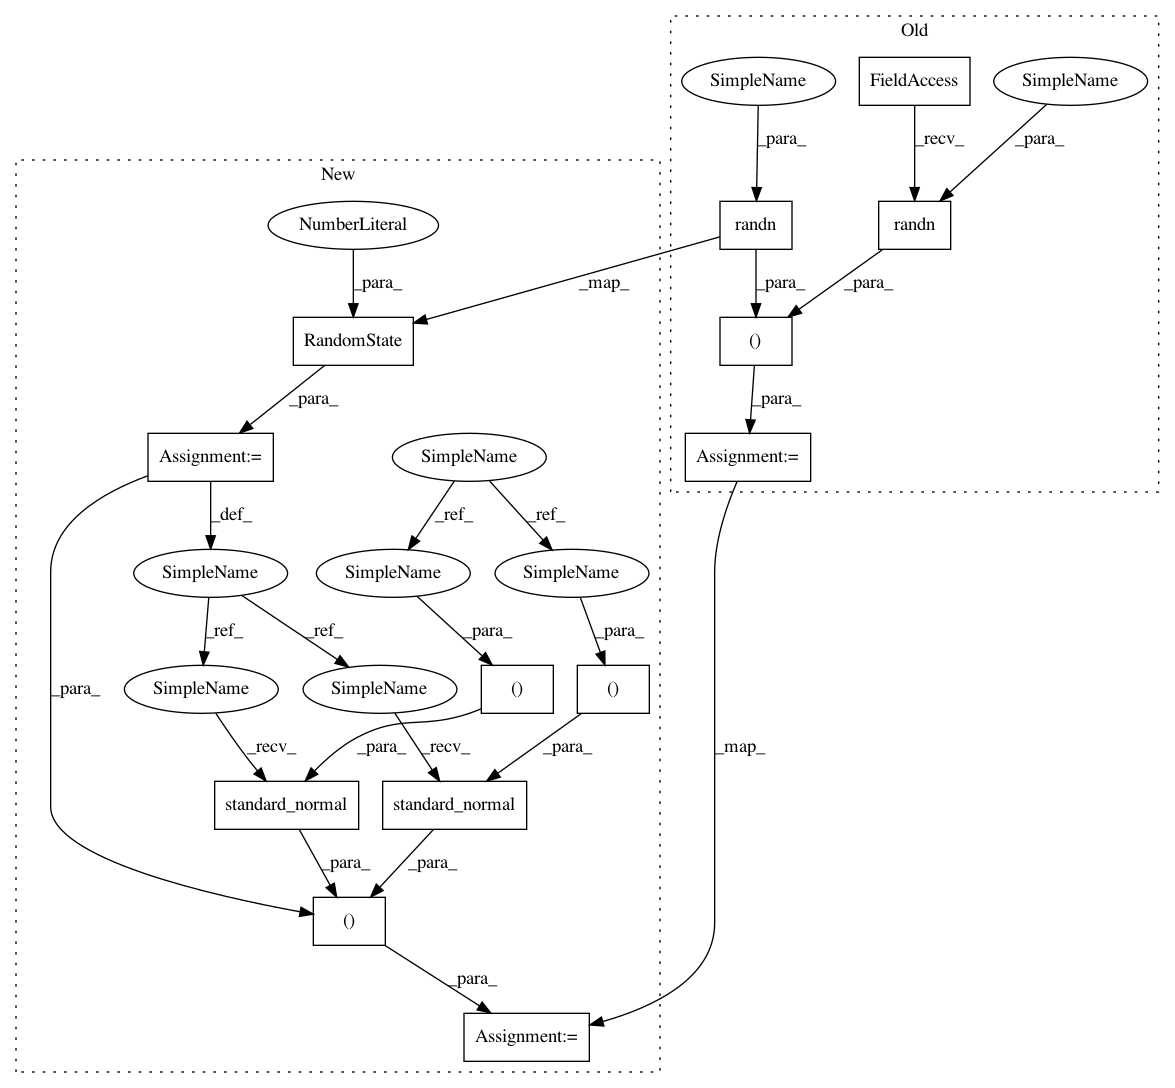 Old
SimpleName
FieldAccess
SimpleName
_para_
_recv_
_para_
New
NumberLiteral
randn
randn
_para_
_map_
_para_
_para_
RandomState
()
_para_
_para_
Assignment:=
SimpleName
Assignment:=
_def_
_ref_
_ref_
SimpleName
SimpleName
SimpleName
_ref_
_ref_
_para_
_para_
_para_
SimpleName
SimpleName
()
()
_recv_
_para_
_recv_
_para_
_map_
standard_normal
standard_normal
_para_
_para_
()
_para_
Assignment:=